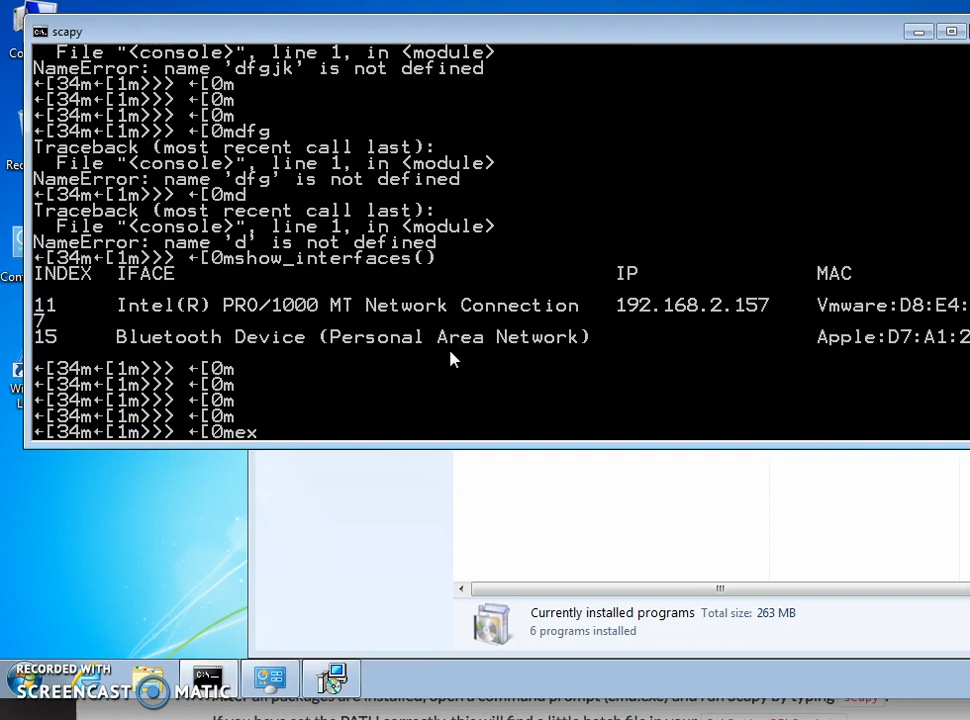 scapy
File "<console>", line 1, in <module>
NameError: name 'dfgjk' is not defined
←[34m←[1m>>> ←[0m
←[34m←[1m>>> ←[0m
←[34m←[1m>>> ←[0m
←[34m←[1m>>> ←[0mdfg
Traceback (most recent call last):
File "<console>", line 1, in <module>
NameError: name 'dfg' is not defined
←[34m←[1m>>> ←[0md
Traceback (most recent call last):
File "<console>", line 1, in <module>
NameError: name 'd' is not defined
←[34m←[1m>>> ←[0mshow_interfaces()
INDEX IFACE IP MAC
11 Intel(R) PRO/1000 MT Network Connection 192.168.2.157 Vmware:D8:E4:
7
15 Bluetooth Device (Personal Area Network) Apple:D7:A1:2
←[34m←[1m>>> ←[0m
←[34m←[1m>>> ←[0m
←[34m←[1m>>> ←[0m
←[34m←[1m>>> ←[0m
←[34m←[1m>>> ←[0mex
Currently installed programs Total size: 263 MB
6 programs installed
RECORDED WITH
SCREENCAST MATIC